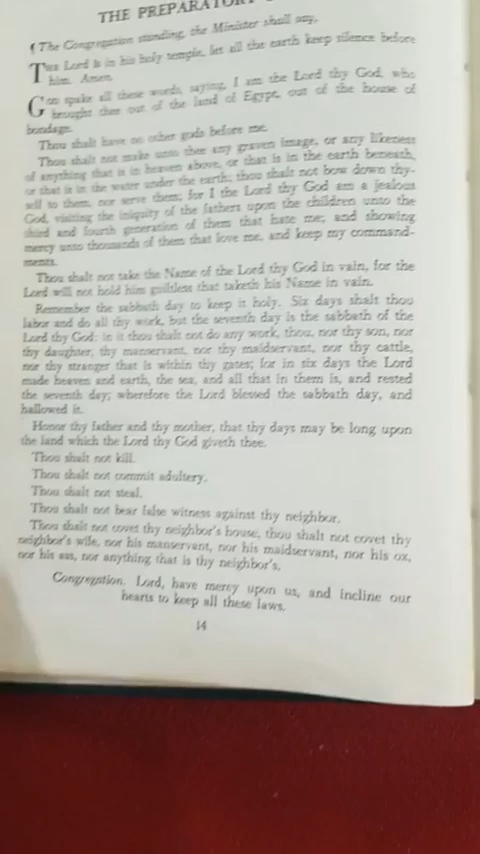 THE PREPARATORY
¶ The Congregation standing, the Minister shall say,
The Lord is in his holy temple, let all the earth keep silence before
him. Amen.
God spake all these words, saying, I am the Lord thy God, who
brought thee out of the land of Egypt, out of the house of
bondage.
Thou shalt have no other gods before me.
Thou shalt not make unto thee any graven image, or any likeness
of anything that is in heaven above, or that is in the earth beneath,
or that is in the water under the earth; thou shalt not bow down thy-
self to them, nor serve them; for I the Lord thy God am a jealous
God, visiting the iniquity of the fathers upon the children unto the
third and fourth generation of them that hate me; and showing
mercy unto thousands of them that love me, and keep my command-
ments.
Thou shalt not take the Name of the Lord thy God in vain, for the
Lord will not hold him guiltless that taketh his Name in vain.
Remember the sabbath day to keep it holy. Six days shalt thou
labor and do all thy work, but the seventh day is the sabbath of the
Lord thy God: in it thou shalt not do any work, thou, nor thy son, nor
thy daughter, thy manservant, nor thy maidservant, nor thy cattle,
nor thy stranger that is within thy gates; for in six days the Lord
made heaven and earth, the sea, and all that in them is, and rested
the seventh day; wherefore the Lord blessed the sabbath day, and
hallowed it.
Honor thy father and thy mother, that thy days may be long upon
the land which the Lord thy God giveth thee.
Thou shalt not kill.
Thou shalt not commit adultery.
Thou shalt not steal.
Thou shalt not bear false witness against thy neighbor.
Thou shalt not covet thy neighbor's house, thou shalt not covet thy
neighbor's wife, nor his manservant, nor his maidservant, nor his ox,
nor his ass, nor anything that is thy neighbor's.
Congregation. Lord, have mercy upon us, and incline our
hearts to keep all these laws.
14